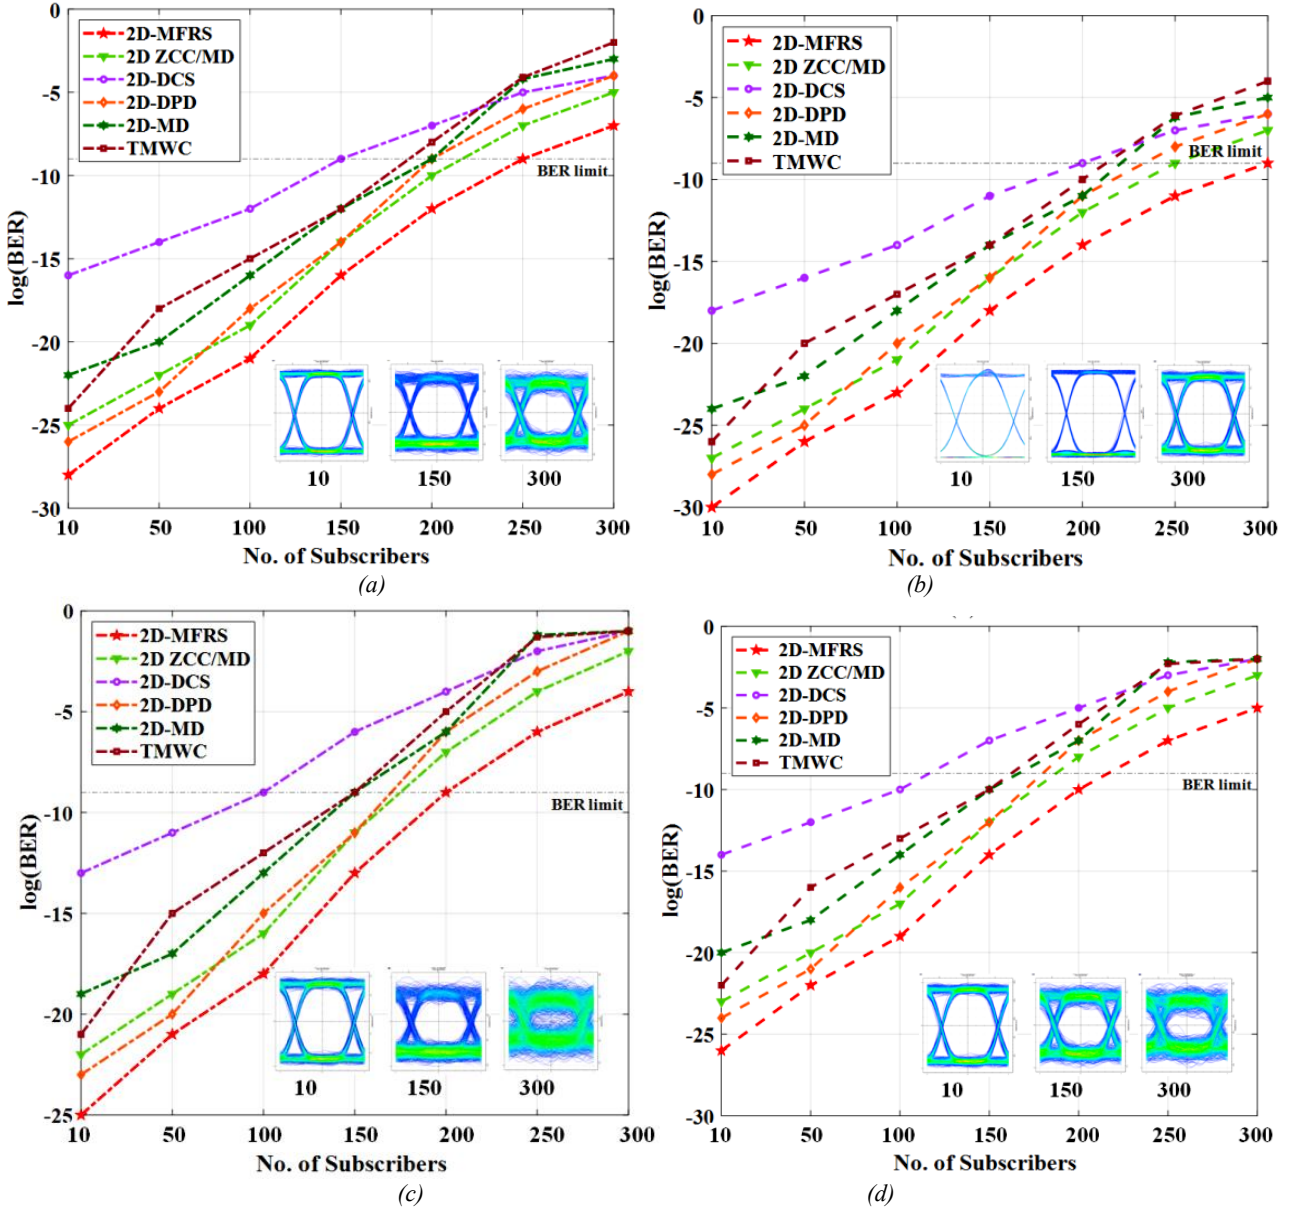 0
-5
-10
-15
-20
-25
-30
log(BER)
2D-MFRS
2D ZCC/MD
2D-DCS
2D-DPD
2D-MD
TMWC
BER limit
10
150
300
10 50 100 150 200 250 300
No. of Subscribers
(a)
0
-5
-10
-15
-20
-25
-30
log(BER)
2D-MFRS
2D ZCC/MD
2D-DCS
2D-DPD
2D-MD
TMWC
BER limit
10
150
300
10 50 100 150 200 250 300
No. of Subscribers
(b)
0
-5
-10
-15
-20
-25
log(BER)
2D-MFRS
2D ZCC/MD
2D-DCS
2D-DPD
2D-MD
TMWC
BER limit
10
150
300
10 50 100 150 200 250 300
No. of Subscribers
(c)
0
-5
-10
-15
-20
-25
-30
log(BER)
2D-MFRS
2D ZCC/MD
2D-DCS
2D-DPD
2D-MD
TMWC
BER limit
10
150
300
10 50 100 150 200 250 300
No. of Subscribers
(d)